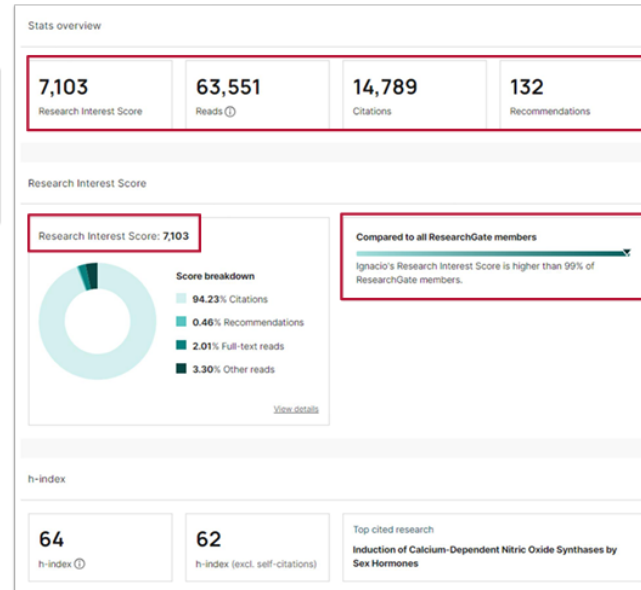 Stats overview
7,103
Research Interest Score
63,551
Reads
14,789
Citations
132
Recommendations
Research Interest Score
Research Interest Score: 7,103
Score breakdown
94.23% Citations
0.46% Recommendations
2.01% Full-text reads
3.30% Other reads
View details
Compared to all ResearchGate members
Ignacio's Research Interest Score is higher than 99% of
ResearchGate members.
h-index
64
h-index
62
h-index (excl. self-citations)
Top cited research
Induction of Calcium-Dependent Nitric Oxide Synthases by
Sex Hormones